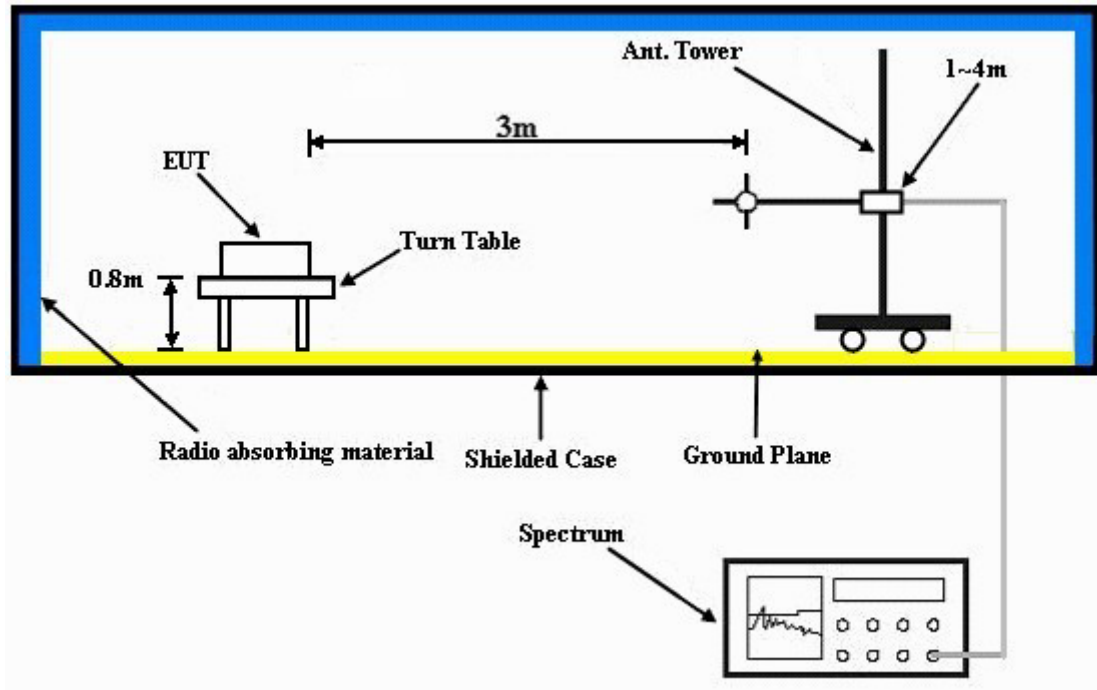 Ant. Tower
1~4m
3m
EUT
Turn Table
0.8m
Radio absorbing material
Shielded Case
Ground Plane
Spectrum